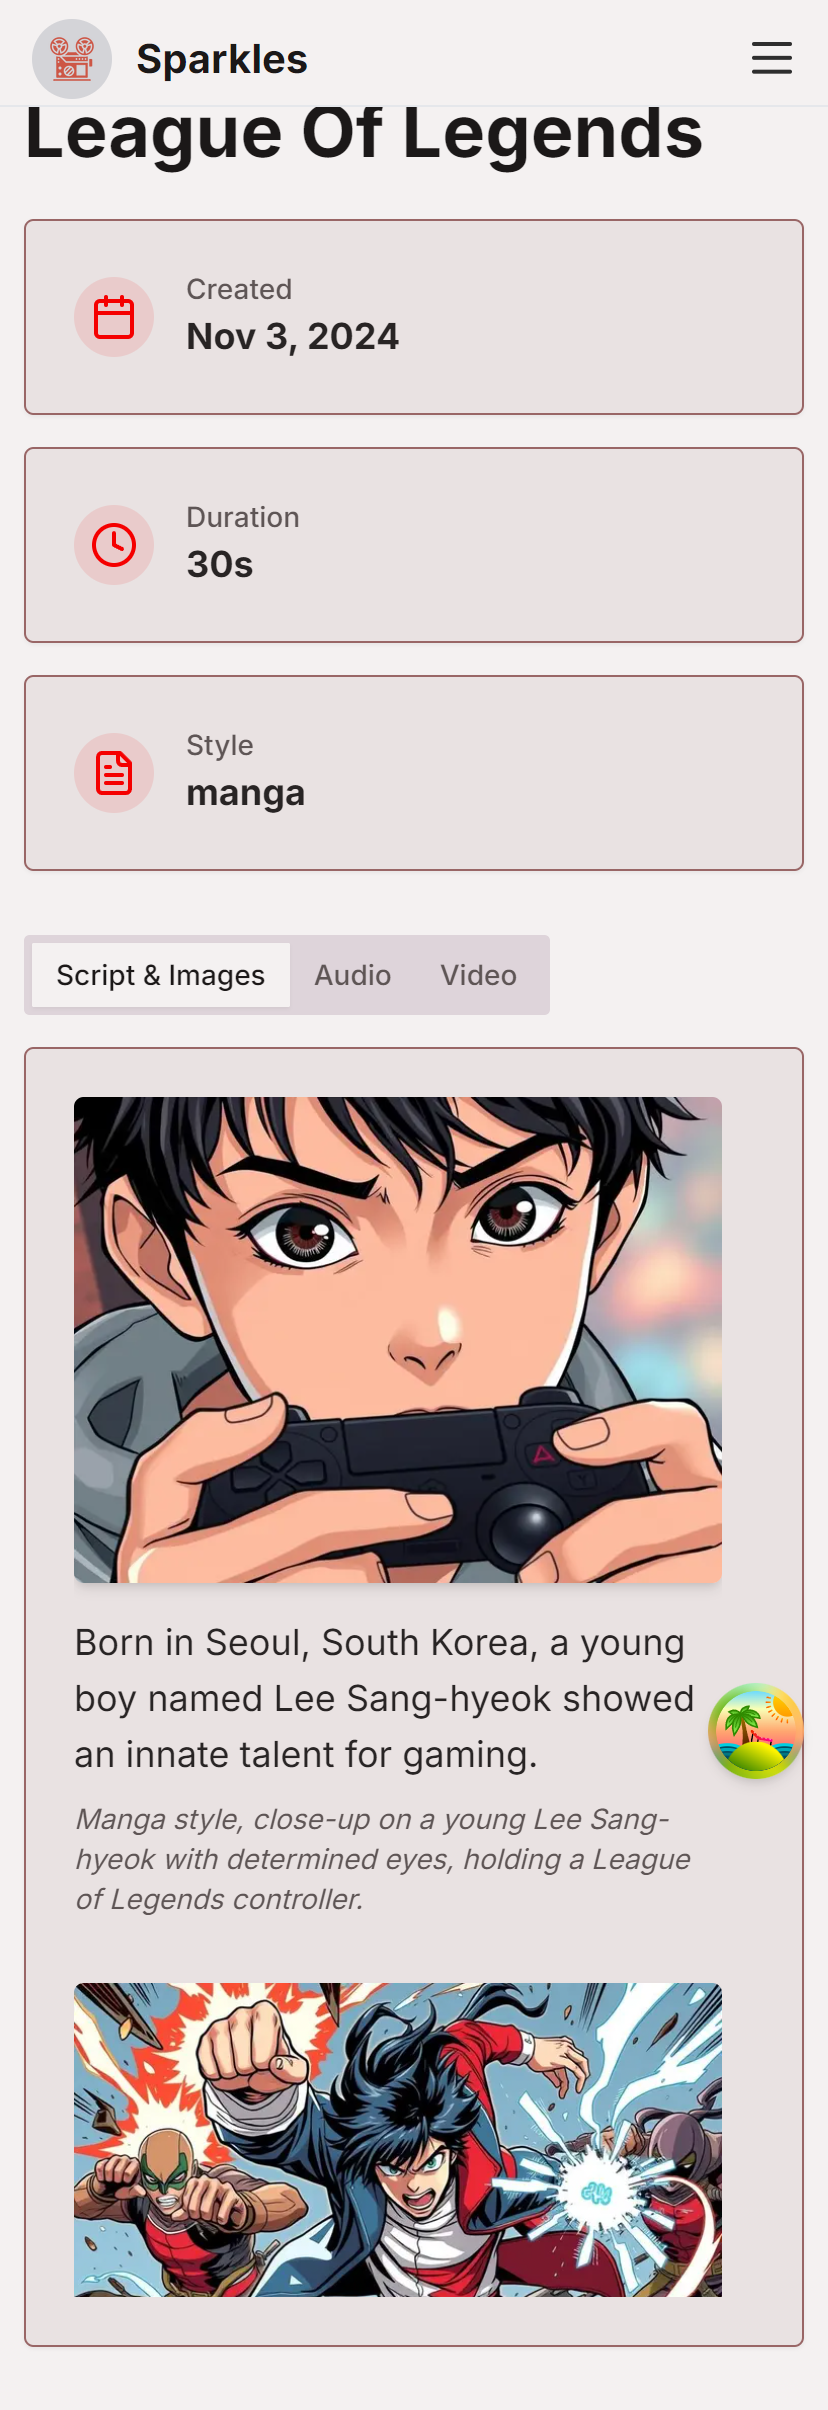 Sparkles
League Of Legends
Created
Nov 3, 2024
Duration
30s
Style
manga
Script & Images
Audio
Video
Born in Seoul, South Korea, a young
boy named Lee Sang-hyeok showed
an innate talent for gaming.
Manga style, close-up on a young Lee Sang-
hyeok with determined eyes, holding a League
of Legends controller.